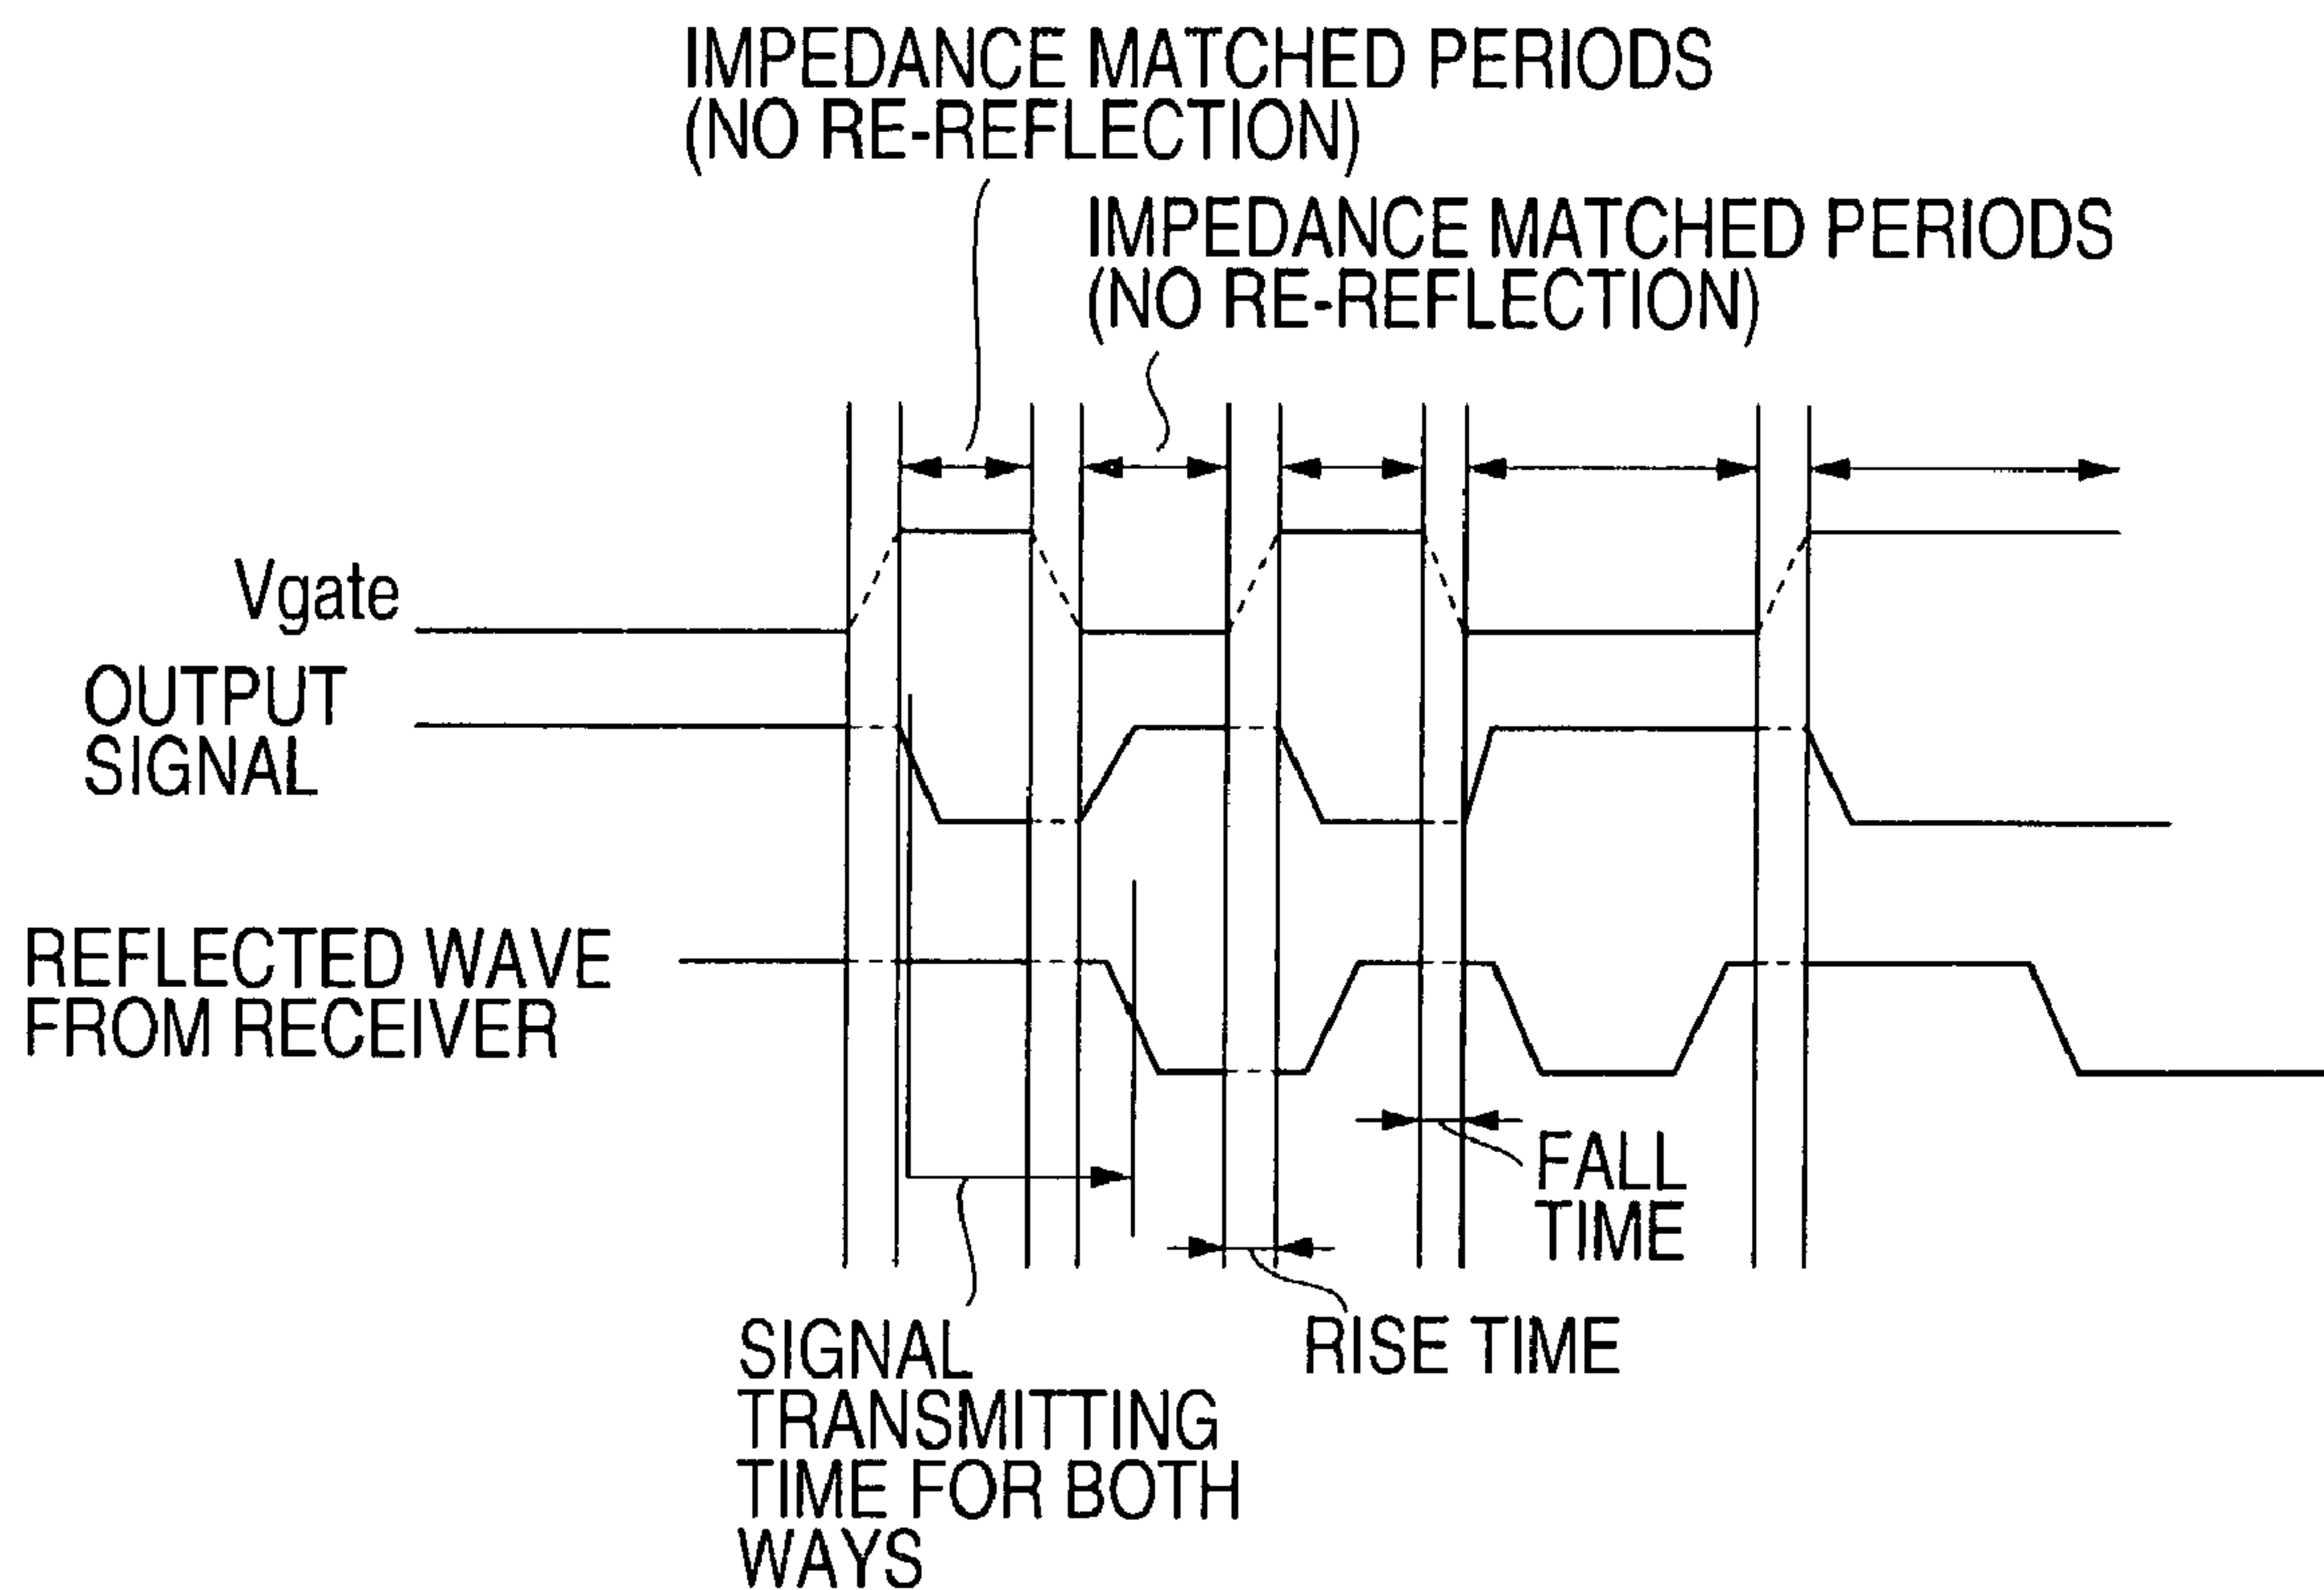 IMPEDANCE MATCHED PERIODS
(NO RE-REFLECTION)
IMPEDANCE MATCHED PERIODS
(NO RE-REFLECTION)
Vgate
OUTPUT
SIGNAL
REFLECTED WAVE
FROM RECEIVER
FALL
TIME
RISE TIME
SIGNAL
TRANSMITTING
TIME FOR BOTH
WAYS